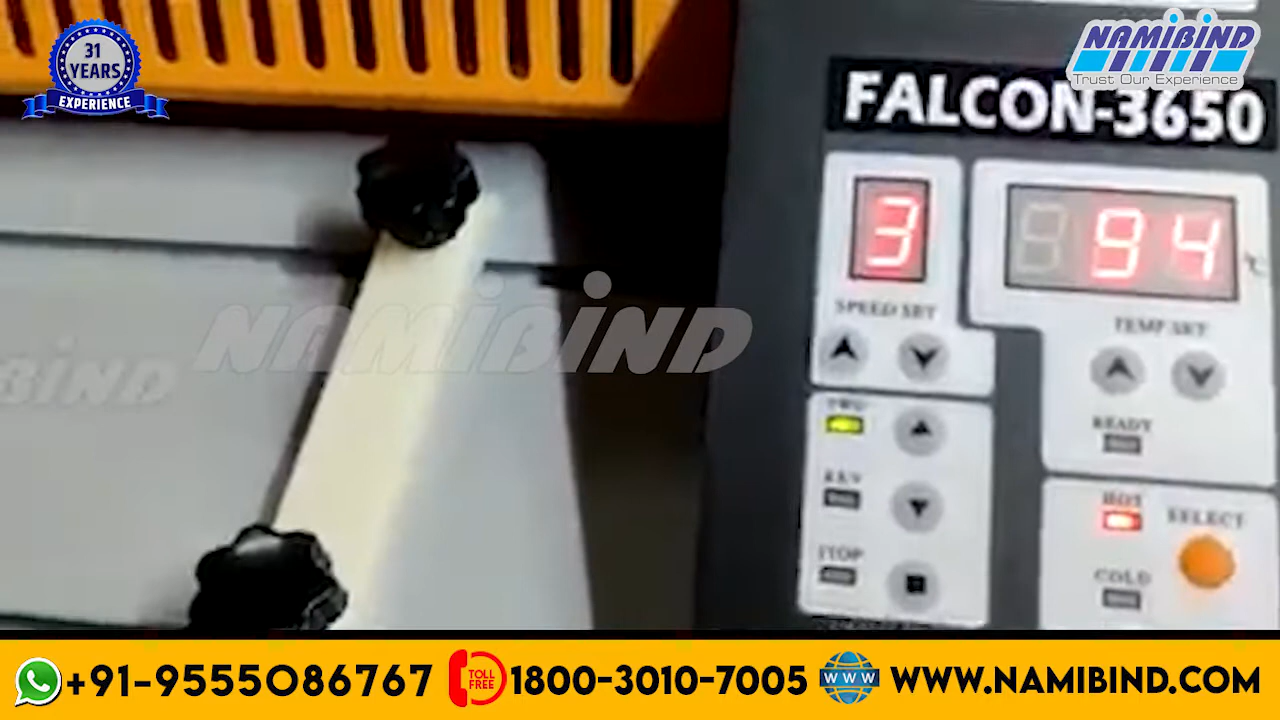 31
YEARS
EXPERIENCE
NAMIBIND
Trust Our Experience
FALCON-3650
3
94
°C
SPEED SET
TEMP.SET
READY
REV
STOP
HOT
SELECT
COLD
NAMIBIND
BIND
+91-9555086767
TOLL
FREE
1800-3010-7005
WWW
WWW.NAMIBIND.COM